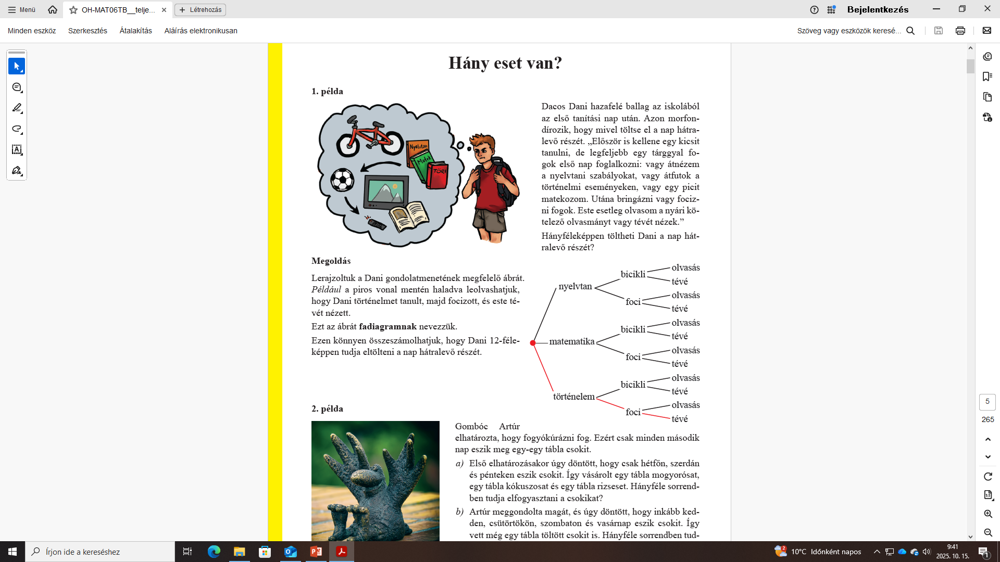 Menü
OH-MAT06TB__telje...
Létrehozás
Bejelentkezés
Minden eszköz
Szerkesztés
Átalakítás
Aláírás elektronikusan
Szöveg vagy eszközök keresé...
Hány eset van?
1. példa
Nyelvtan
Matek
TÖRI
Dacos Dani hazafelé ballag az iskolából
az első tanítási nap után. Azon morfon-
dírozik, hogy mivel töltse el a nap hátra-
levő részét. „Először is kellene egy kicsit
tanulni, de legfeljebb egy tárggyal fo-
gok első nap foglalkozni: vagy átnézem
a nyelvtani szabályokat, vagy átfutok a
történelmi eseményeken, vagy egy picit
matekozom. Utána bringázni vagy fociz-
ni fogok. Este esetleg olvasom a nyári kö-
telező olvasmányt vagy tévét nézek.”
Hányféleképpen töltheti Dani a nap hát-
ralevő részét?
Megoldás
Lerajzoltuk a Dani gondolatmenetének megfelelő ábrát.
Például a piros vonal mentén haladva leolvashatjuk,
hogy Dani történelmet tanult, majd focizott, és este té-
vét nézett.
Ezt az ábrát fadiagramnak nevezzük.
Ezen könnyen összeszámolhatjuk, hogy Dani 12-féle-
képpen tudja eltölteni a nap hátralevő részét.
nyelvtan
bicikli
olvasás
tévé
foci
olvasás
tévé
matematika
bicikli
olvasás
tévé
foci
olvasás
tévé
történelem
bicikli
olvasás
tévé
foci
olvasás
tévé
2. példa
Gombóc Artúr
elhatározta, hogy fogyókúrázni fog. Ezért csak minden második
nap eszik meg egy-egy tábla csokit.
a) Első elhatározásakor úgy döntött, hogy csak hétfőn, szerdán
és pénteken eszik csokit. Így vásárolt egy tábla mogyorósat,
egy tábla kókuszosat és egy tábla rizseset. Hányféle sorrend-
ben tudja elfogyasztani a csokikat?
b) Artúr meggondolta magát, és úgy döntött, hogy inkább ked-
den, csütörtökön, szombaton és vasárnap eszik csokit. Így
vett még egy tábla töltött csokit is. Hányféle sorrendben tud-
5
265
1:1
Írjon ide a kereséshez
2
10°C Időnként napos
9:41
2025. 10. 15.
1